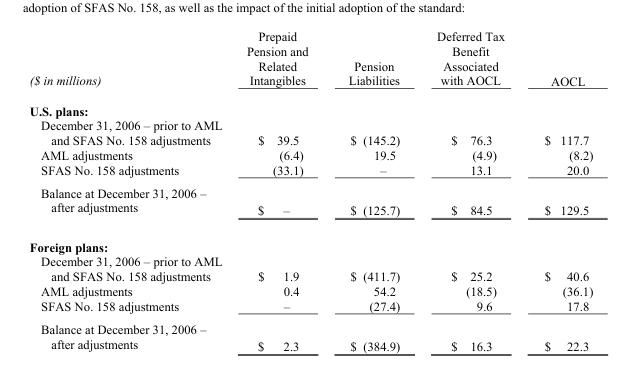 adoption of SFAS No. 158, as well as the impact of the initial adoption of the standard:
Prepaid Deferred Tax
Pension and Benefit
Related Pension Associated
($ in millions) Intangibles Liabilities with AOCL AOCL
U.S. plans:
December 31, 2006 – prior to AML
and SFAS No. 158 adjustments $ 39.5 $ (145.2) $ 76.3 $ 117.7
AML adjustments (6.4) 19.5 (4.9) (8.2)
SFAS No. 158 adjustments (33.1) – 13.1 20.0
Balance at December 31, 2006 –
after adjustments $ – $ (125.7) $ 84.5 $ 129.5
Foreign plans:
December 31, 2006 – prior to AML
and SFAS No. 158 adjustments $ 1.9 $ (411.7) $ 25.2 $ 40.6
AML adjustments 0.4 54.2 (18.5) (36.1)
SFAS No. 158 adjustments – (27.4) 9.6 17.8
Balance at December 31, 2006 –
after adjustments $ 2.3 $ (384.9) $ 16.3 $ 22.3